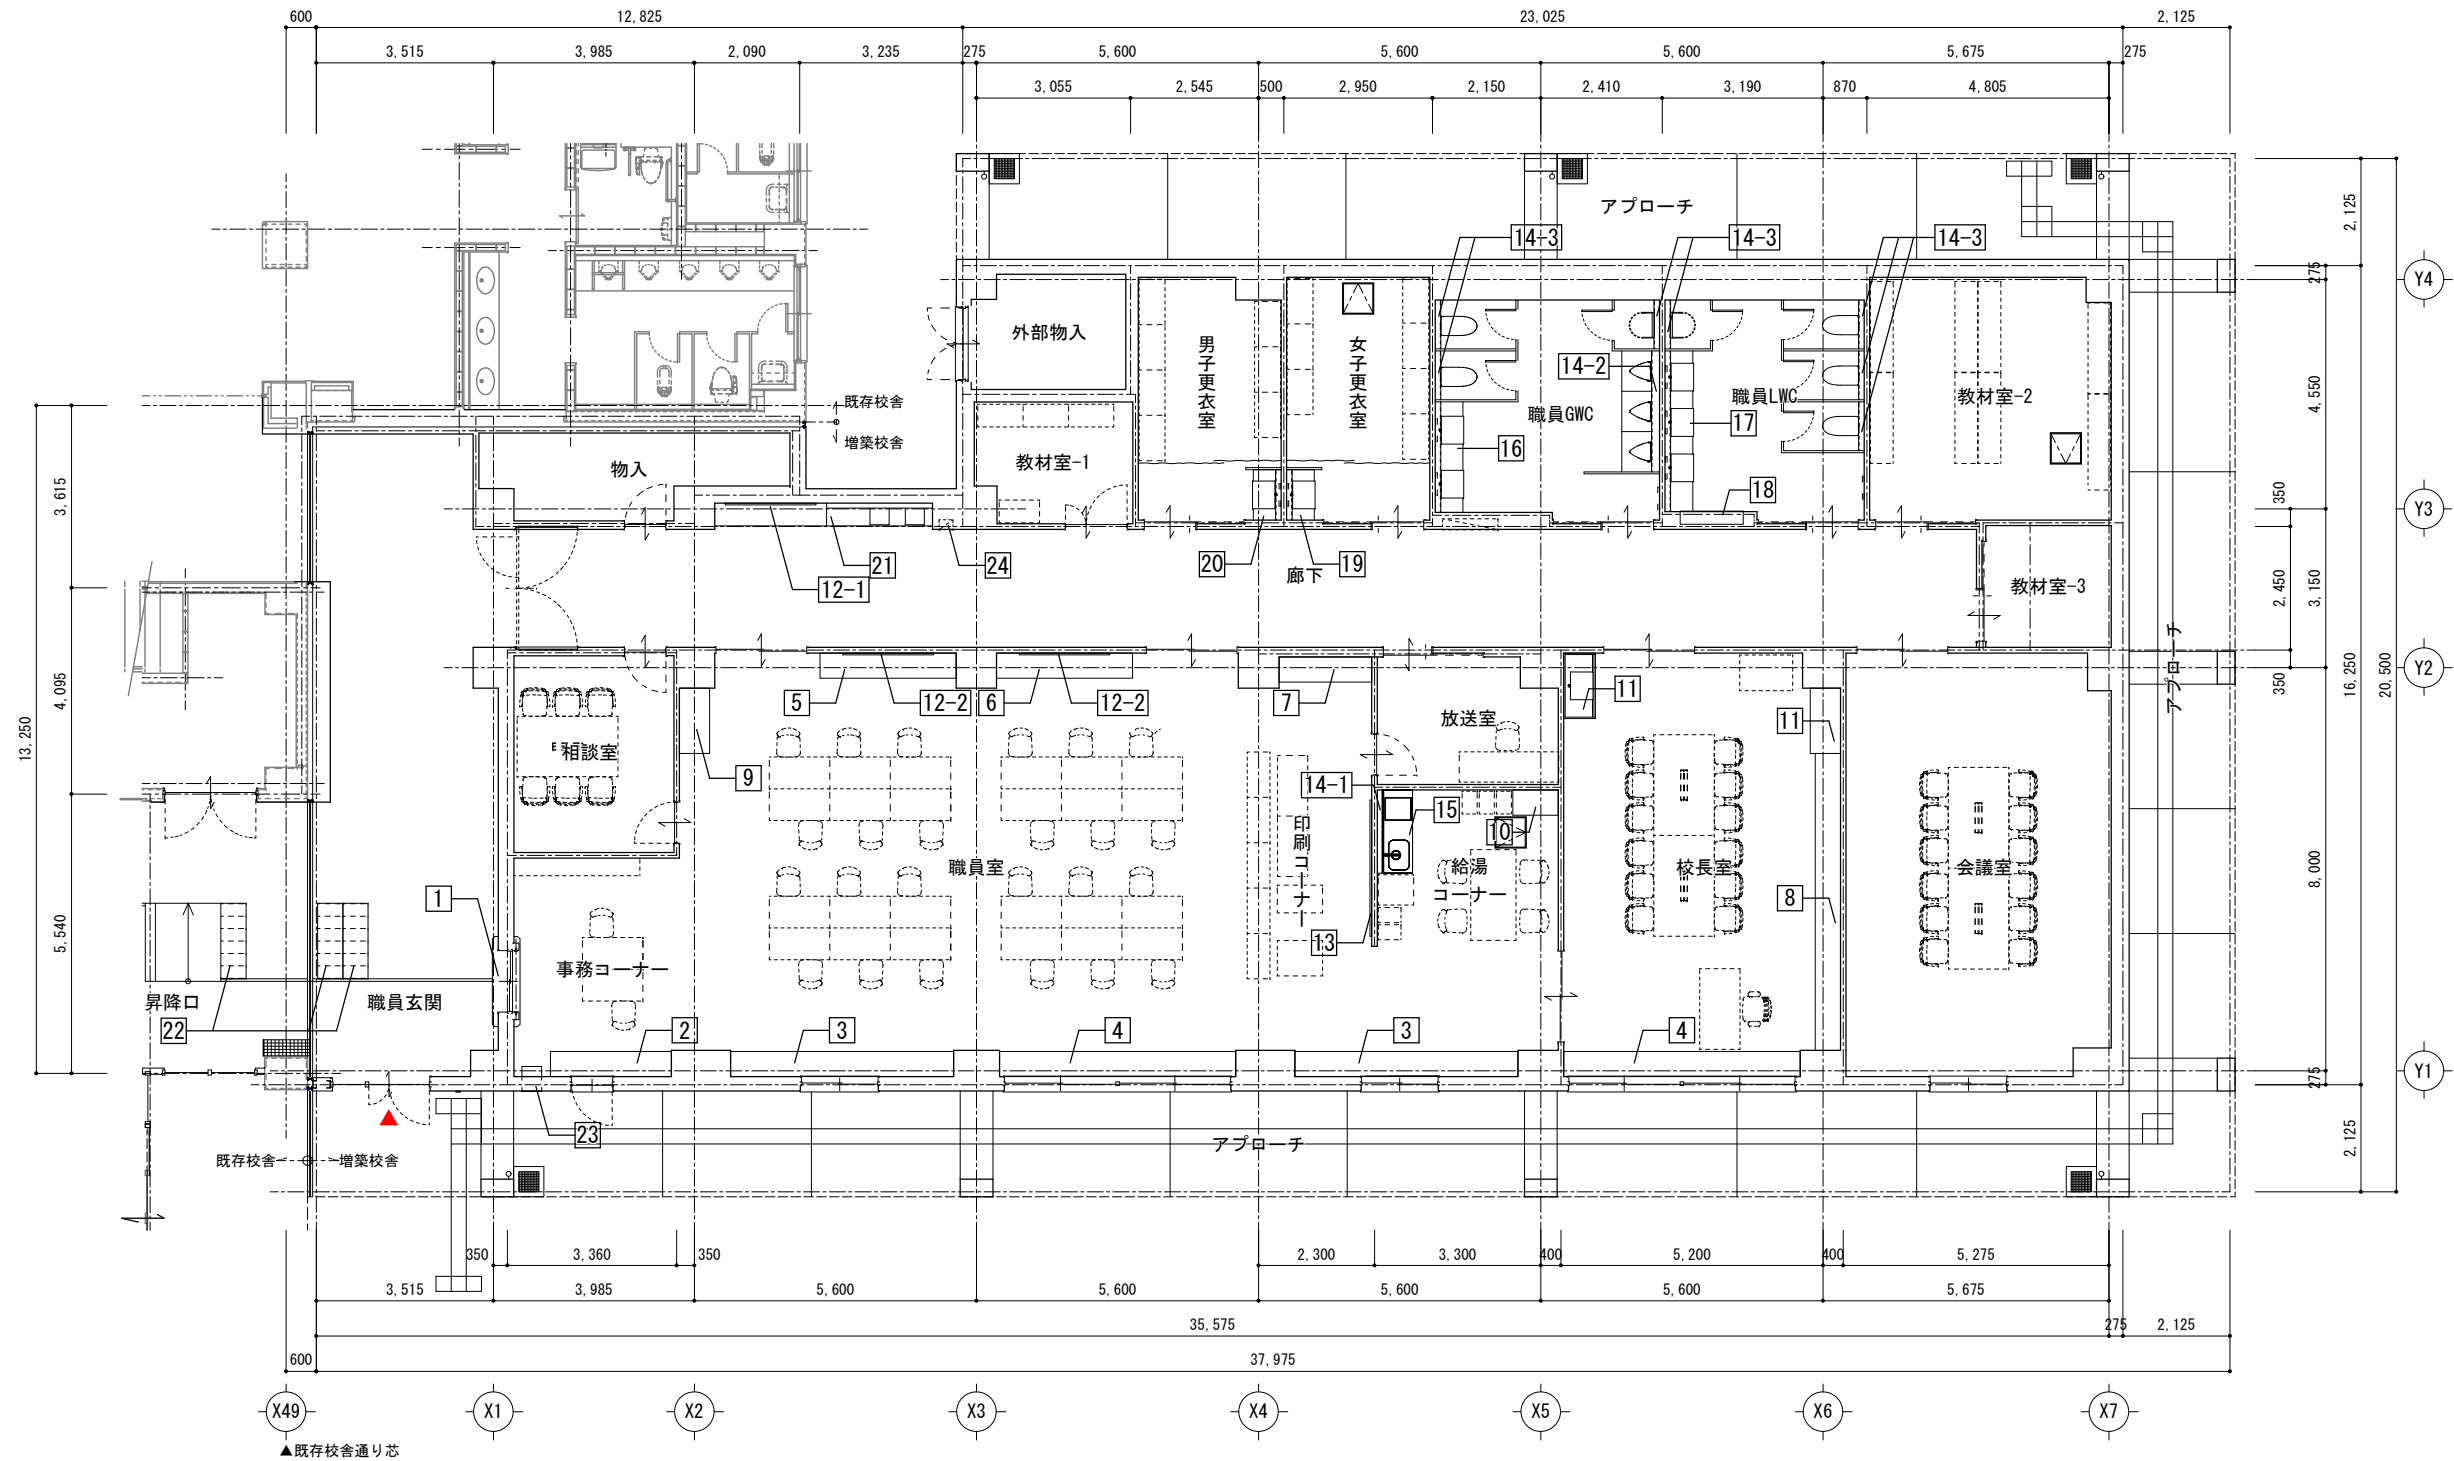 600
12,825
23,025
2,125
3,515
3,985
2,090
3,235
275
5,600
5,600
5,600
5,675
275
3,055
2,545
500
2,950
2,150
2,410
3,190
870
4,805
アプローチ
14-3
14-3
14-3
2,125
Y4
275
外部物入
男子更衣室
女子更衣室
14-2
職員GWC
職員LWC
17
16
教材室-2
4,550
既存校舎
増築校舎
物入
教材室-1
18
350
Y3
3,615
21
12-1
24
20
19
廊下
教材室-3
2,450
3,150
アプローチ
16,250
20,500
350
Y2
13,250
4,095
5
12-2
6
12-2
7
11
11
放送室
相談室
9
14-1
15
10
印刷コーナー
職員室
給湯
コーナー
校長室
会議室
8,000
1
8
13
5,540
事務コーナー
昇降口
職員玄関
22
2
3
4
3
4
275
Y1
23
アプローチ
2,125
既存校舎
増築校舎
350
3,360
350
2,300
3,300
400
5,200
400
5,275
3,515
3,985
5,600
5,600
5,600
5,600
5,675
35,575
275
2,125
600
37,975
X49
X1
X2
X3
X4
X5
X6
X7
▲既存校舎通り芯